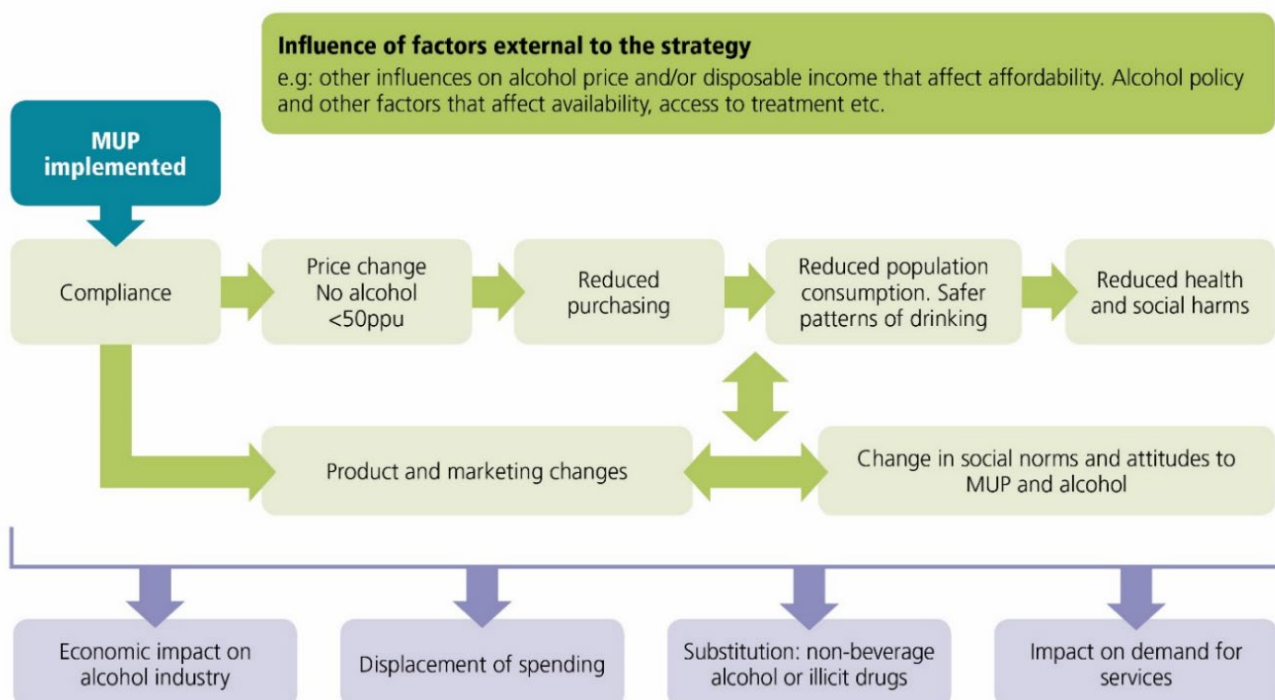 Influence of factors external to the strategy
e.g: other influences on alcohol price and/or disposable income that affect affordability. Alcohol policy
and other factors that affect availability, access to treatment etc.
MUP
implemented
Compliance
Price change
No alcohol
<50ppu
Reduced
purchasing
Reduced population
consumption. Safer
patterns of drinking
Reduced health
and social harms
Product and marketing changes
Change in social norms and attitudes to
MUP and alcohol
Economic impact on
alcohol industry
Displacement of spending
Substitution: non-beverage
alcohol or illicit drugs
Impact on demand for
services